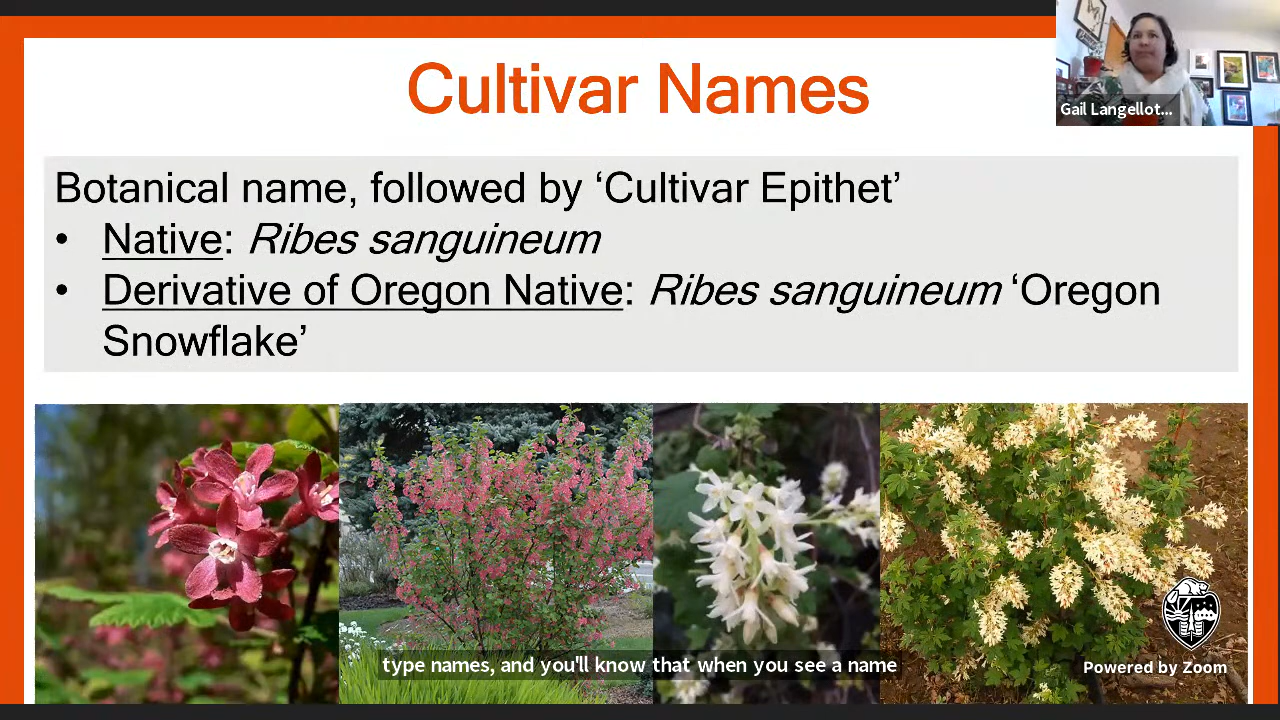 Cultivar Names
Gail Langellot...
Botanical name, followed by ‘Cultivar Epithet’
• Native: Ribes sanguineum
• Derivative of Oregon Native: Ribes sanguineum ‘Oregon
Snowflake’
type names, and you'll know that when you see a name
Powered by Zoom